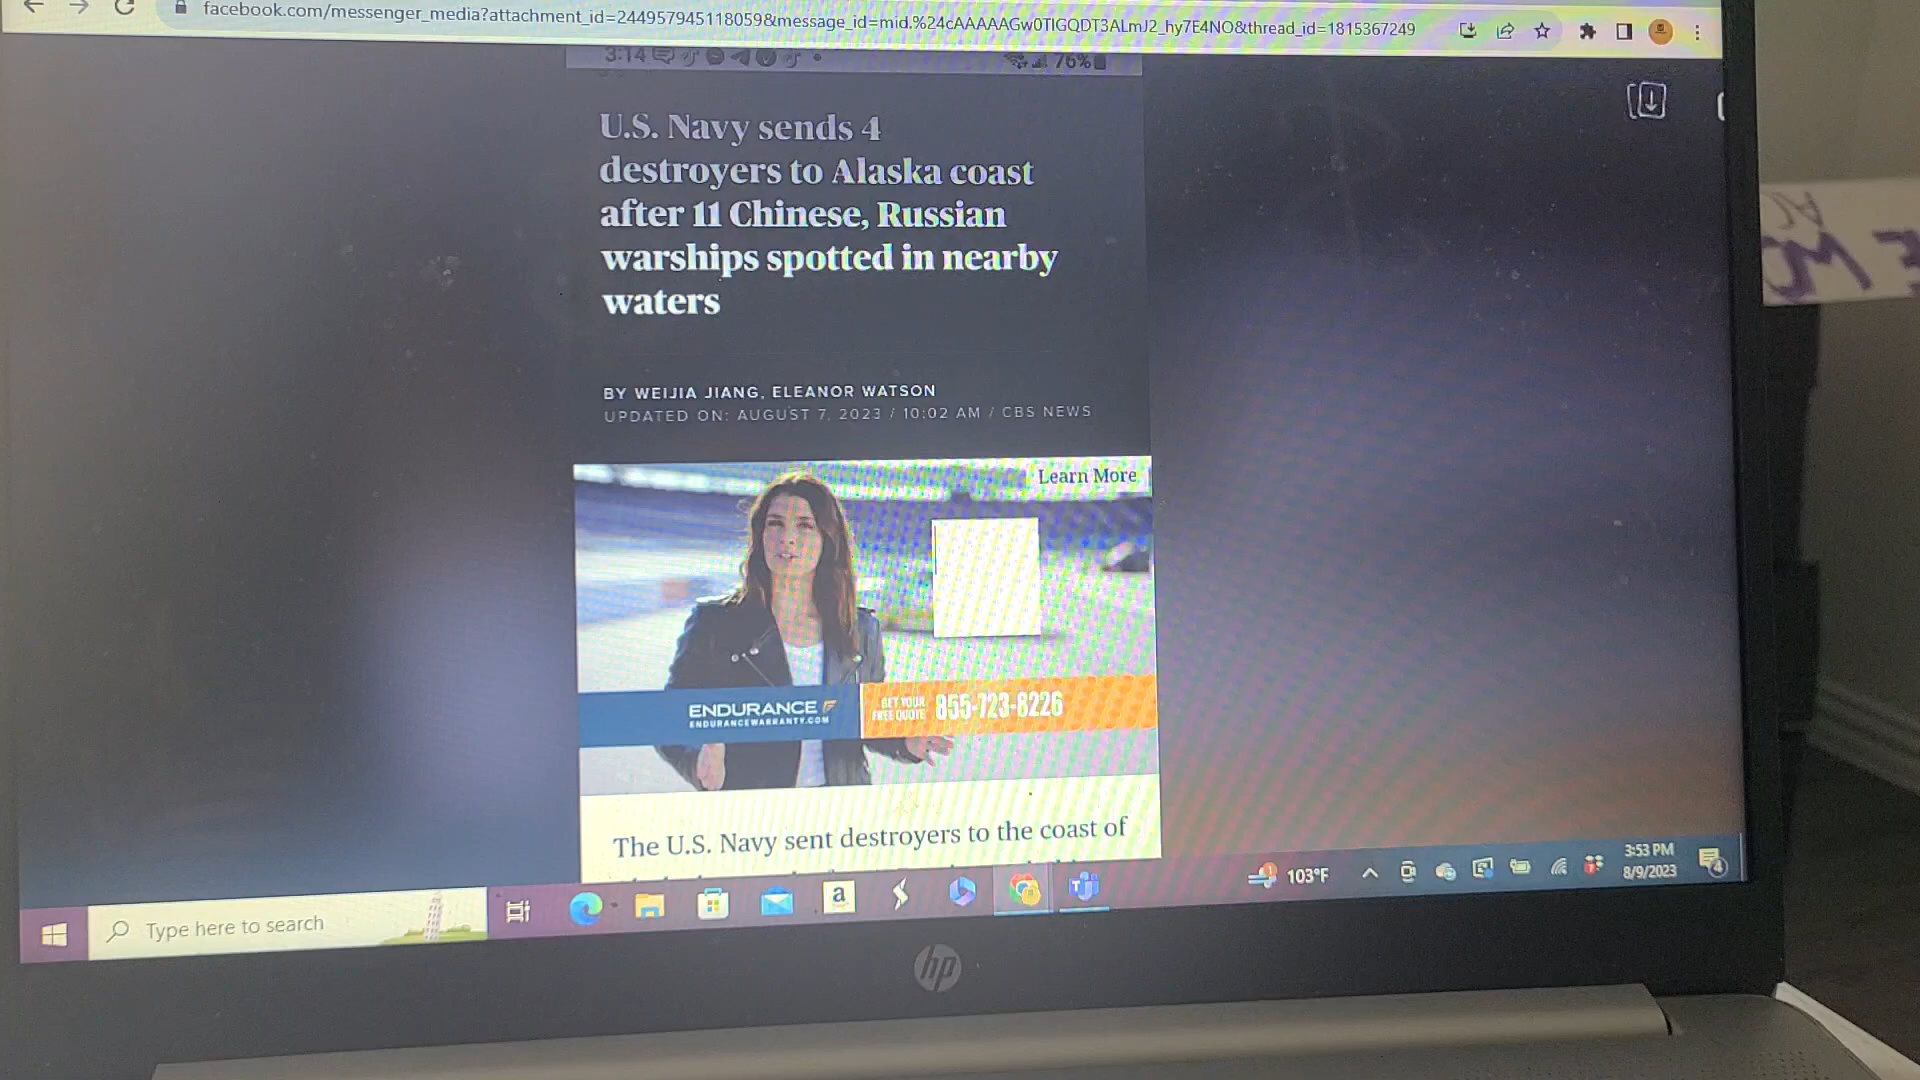 facebook.com/messenger_media?attachment_id=244957945118059&message_id=mid.%24cAAAAAGw0TIGQDT3ALmJ2_hy7E4NO&thread_id=1815367249
3:14
76%
U.S. Navy sends 4
destroyers to Alaska coast
after 11 Chinese, Russian
warships spotted in nearby
waters
BY WEIJIA JIANG, ELEANOR WATSON
UPDATED ON: AUGUST 7, 2023 / 10:02 AM / CBS NEWS
Learn More
ENDURANCE
ENDURANCEWARRANTY.COM
GET YOUR
FREE QUOTE
855-723-8226
The U.S. Navy sent destroyers to the coast of
Type here to search
a
103°F
3:53 PM
8/9/2023
4
hp